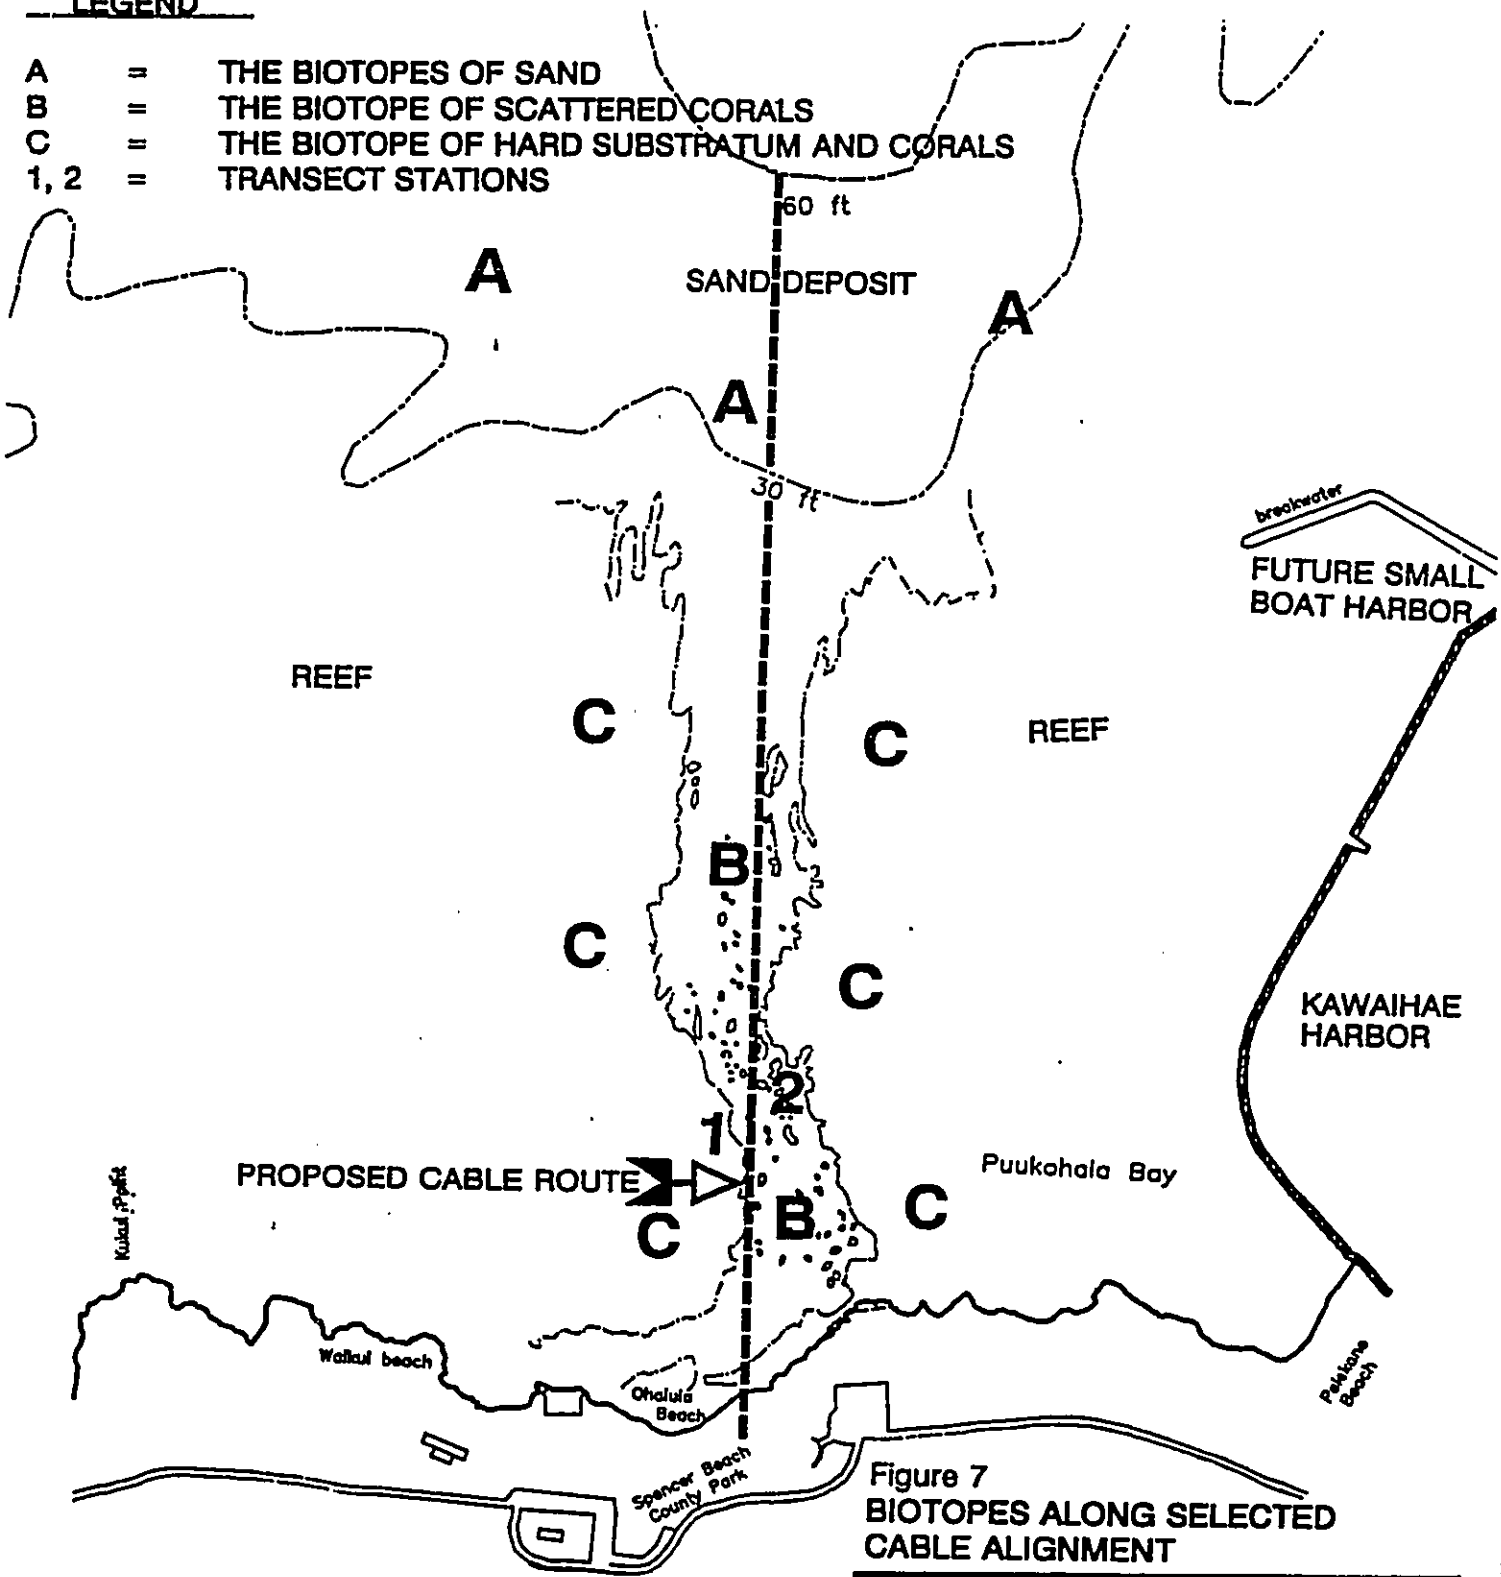 LEGEND
A = THE BIOTOPES OF SAND
B = THE BIOTOPE OF SCATTERED CORALS
C = THE BIOTOPE OF HARD SUBSTRATUM AND CORALS
1, 2 = TRANSECT STATIONS
60 ft
A
SAND DEPOSIT
A
A
30 ft
breakwater
FUTURE SMALL
BOAT HARBOR
REEF
C
C
REEF
B
C
C
KAWAIHAE
HARBOR
2
1
PROPOSED CABLE ROUTE
Puukohala Bay
Kukui
C
B
C
Waikui beach
Ohaiula
Beach
Pelekane
Beach
Spencer Beach
County Park
Figure 7
BIOTOPES ALONG SELECTED
CABLE ALIGNMENT